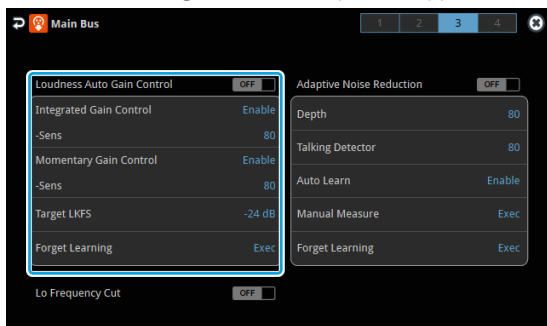 Main Bus
1 2 3 4
Loudness Auto Gain Control OFF
Integrated Gain Control Enable
-Sens 80
Momentary Gain Control Enable
-Sens 80
Target LKFS -24 dB
Forget Learning Exec
Lo Frequency Cut OFF
Adaptive Noise Reduction OFF
Depth 80
Talking Detector 80
Auto Learn Enable
Manual Measure Exec
Forget Learning Exec